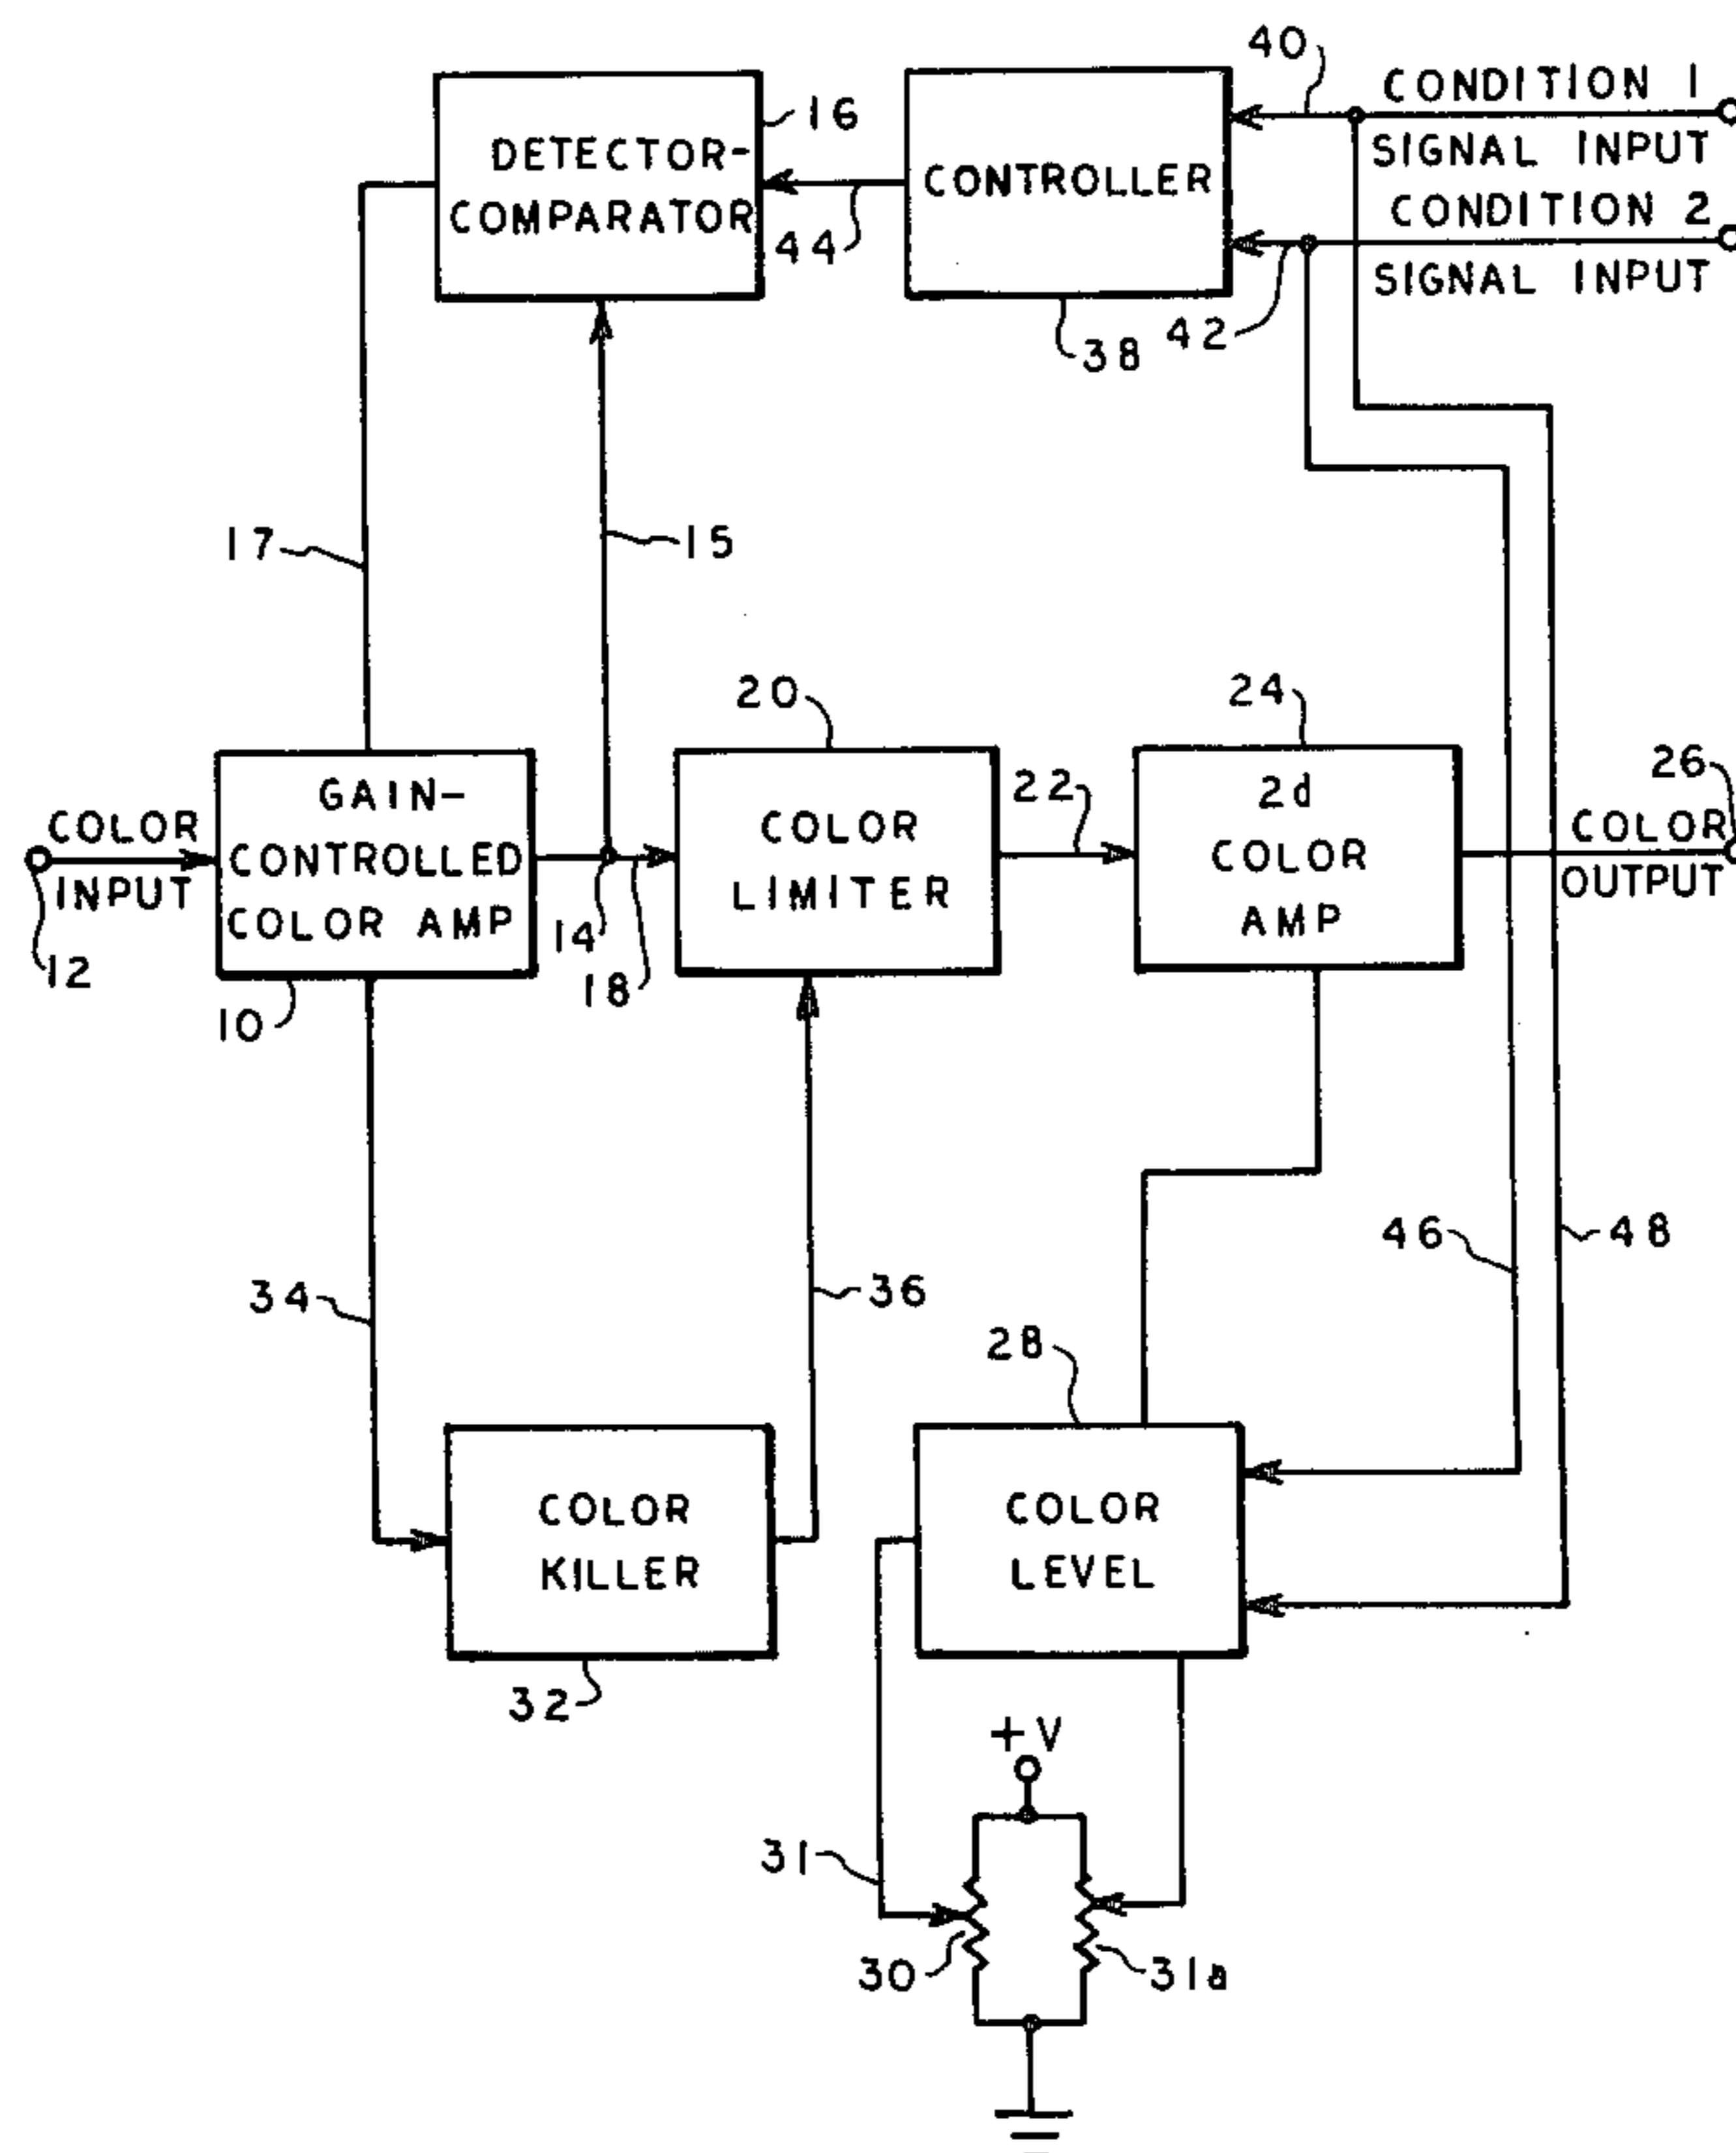 40
CONDITION 1
SIGNAL INPUT
16
DETECTOR-
COMPARATOR
CONTROLLER
44
CONDITION 2
SIGNAL INPUT
42
38
17
15
20
24
26
GAIN-
CONTROLLED
COLOR AMP
COLOR
INPUT
COLOR
LIMITER
22
2d
COLOR
AMP
COLOR
OUTPUT
12
14
18
10
46
48
34
36
28
COLOR
KILLER
COLOR
LEVEL
32
+V
31
30
31a